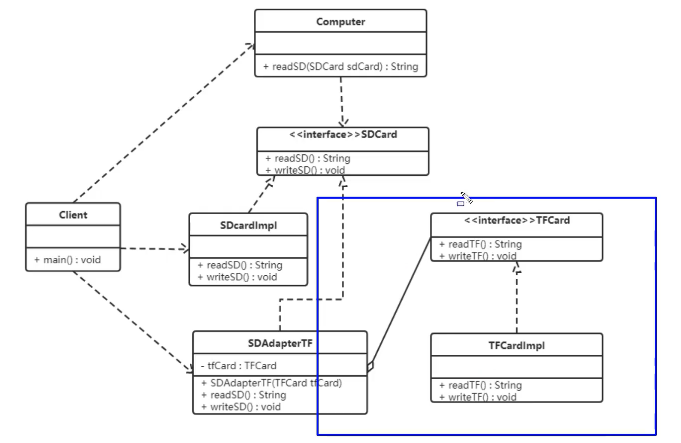 Computer
+ readSD(SDCard sdCard) : String
<<interface>>SDCard
+ readSD() : String
+ writeSD() : void
Client
+ main() : void
SDcardImpl
+ readSD() : String
+ writeSD() : void
<<interface>>TFCard
+ readTF() : String
+ writeTF() : void
SDAdapterTF
- tfCard : TFCard
+ SDAdapterTF(TFCard tfCard)
+ readSD() : String
+ writeSD() : void
TFCardImpl
+ readTF() : String
+ writeTF() : void